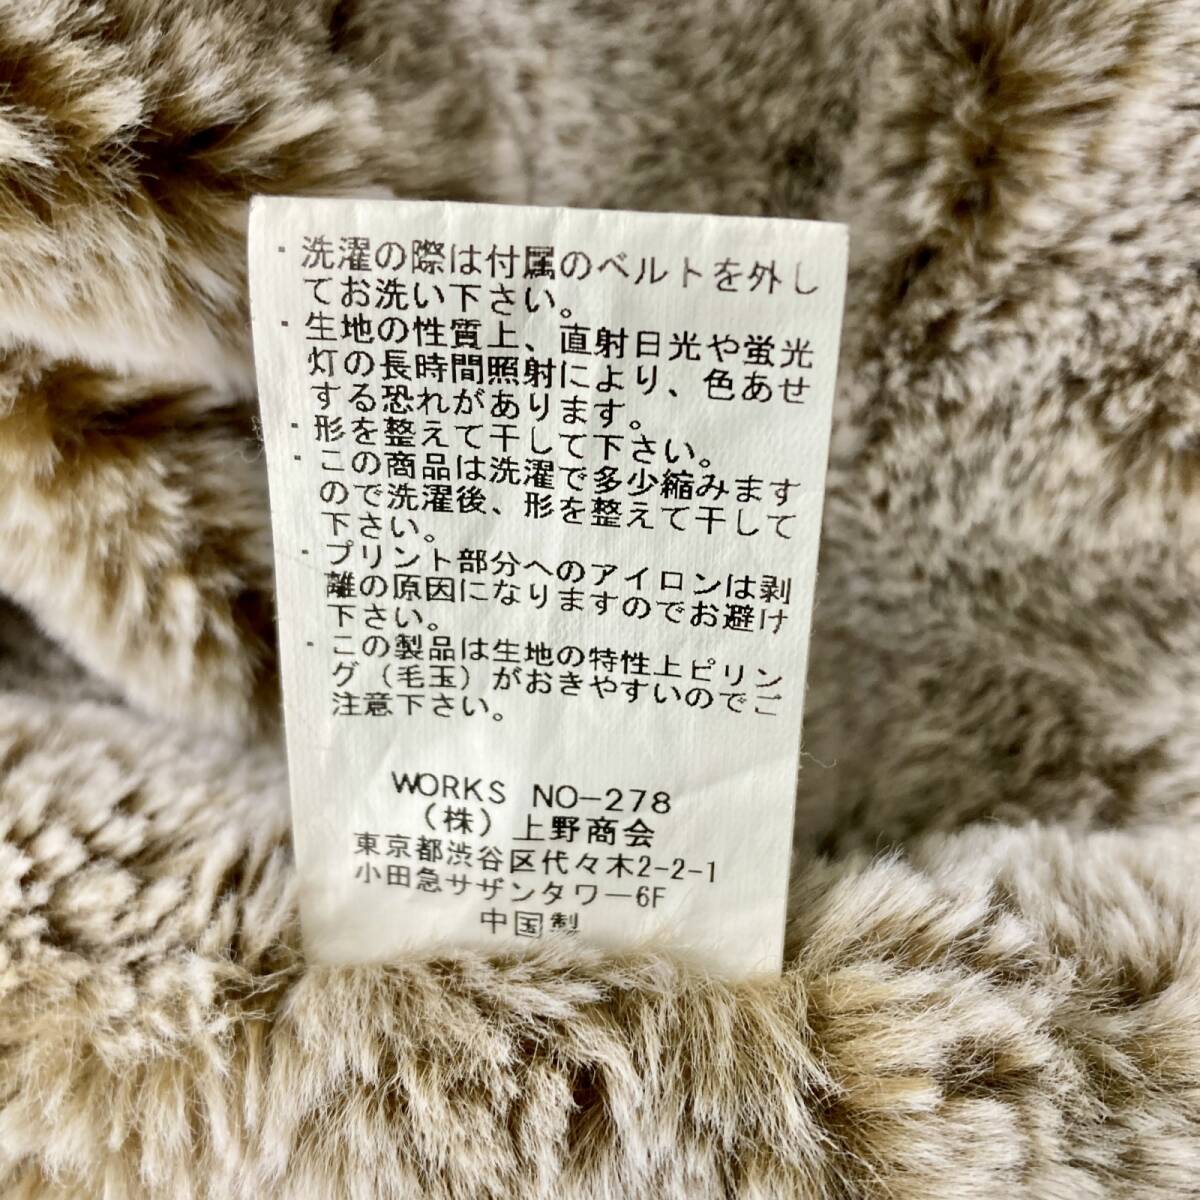 ・洗濯の際は付属のベルトを外し
てお洗い下さい。
・生地の性質上、直射日光や蛍光
灯の長時間照射により、色あせ
する恐れがあります。
・形を整えて干して下さい。
・この商品は洗濯で多少縮みます
ので洗濯後、形を整えて干して
下さい。
・プリント部分へのアイロンは剥
離の原因になりますのでお避け
下さい。
・この製品は生地の特性上ピリン
グ（毛玉）がおきやすいのでご
注意下さい。
WORKS NO-278
（株）上野商会
東京都渋谷区代々木2-2-1
小田急サザンタワー6F
中国製